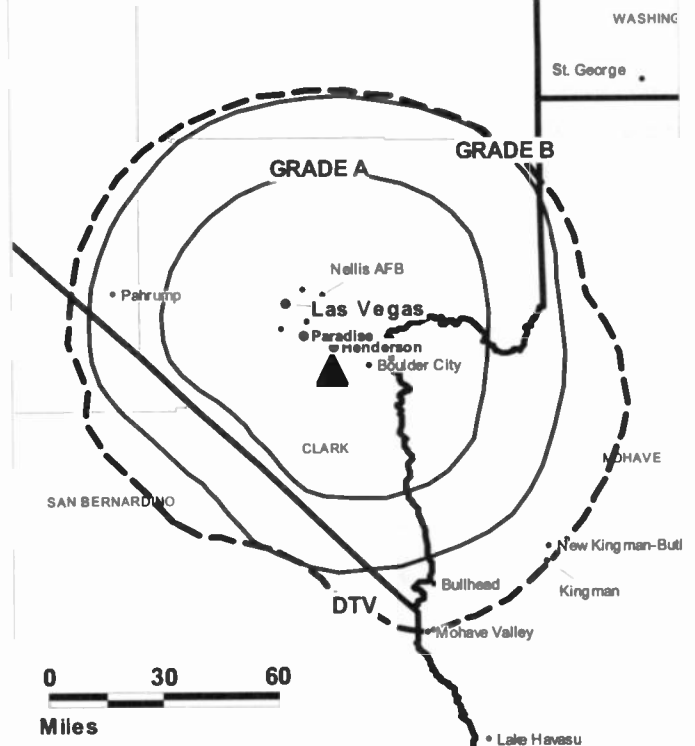 WASHING
St. George
GRADE B
GRADE A
Nellis AFB
Pahrump
Las Vegas
Paradise
Henderson
Boulder City
CLARK
MOHAVE
SAN BERNARDINO
New Kingman-Butl
Kingman
Bullhead
DTV
Mohave Valley
0 30 60
Miles
Lake Havasu